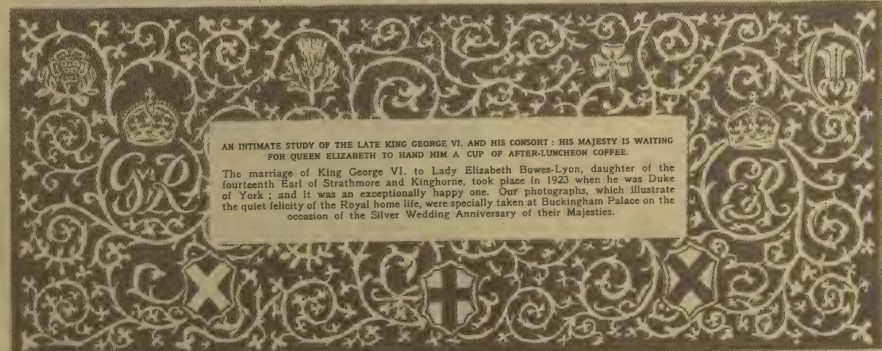 AN INTIMATE STUDY OF THE LATE KING GEORGE VI. AND HIS CONSORT : HIS MAJESTY IS WAITING
FOR QUEEN ELIZABETH TO HAND HIM A CUP OF AFTER-LUNCHEON COFFEE.
The marriage of King George VI. to Lady Elizabeth Bowes-Lyon, daughter of the
fourteenth Earl of Strathmore and Kinghorne, took place in 1923 when he was Duke
of York ; and it was an exceptionally happy one. Our photographs, which illustrate
the quiet felicity of the Royal home life, were specially taken at Buckingham Palace on the
occasion of the Silver Wedding Anniversary of their Majesties.
GVIR
ER